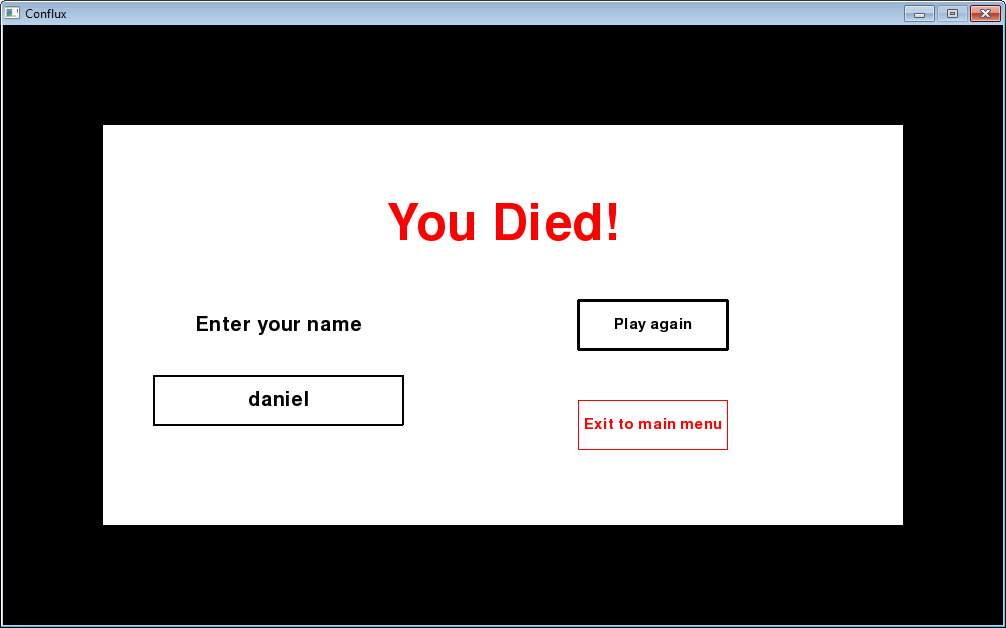 Conflux
You Died!
Enter your name
daniel
Play again
Exit to main menu